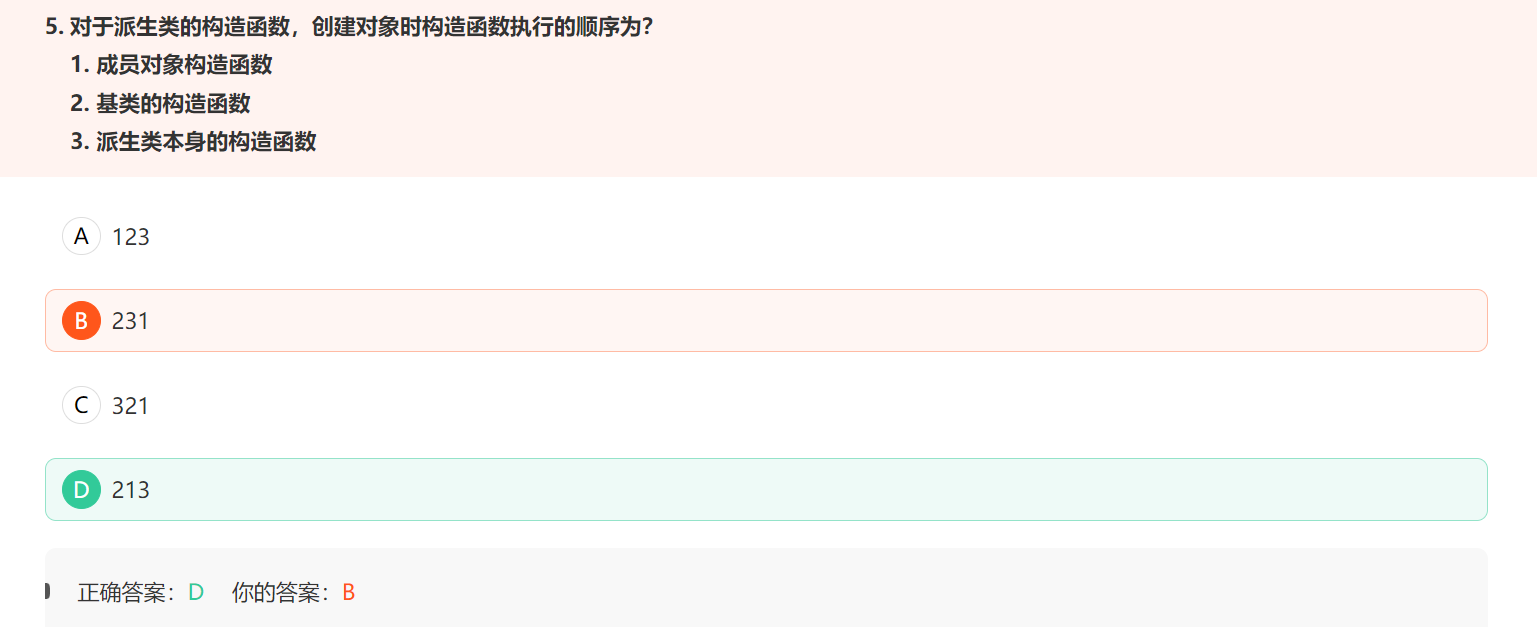 5. 对于派生类的构造函数，创建对象时构造函数执行的顺序为？
1. 成员对象构造函数
2. 基类的构造函数
3. 派生类本身的构造函数
A 123
B 231
C 321
D 213
正确答案：D 你的答案：B